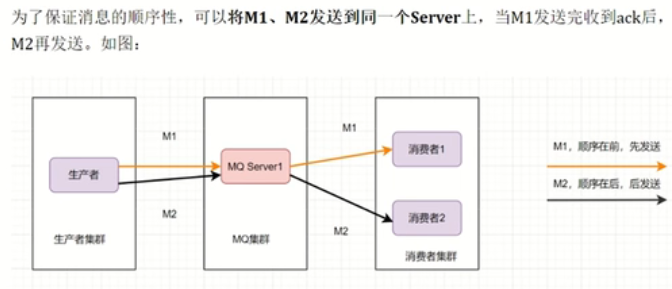 为了保证消息的顺序性，可以将M1、M2发送到同一个Server上，当M1发送完收到ack后，
M2再发送。如图：
M1
M1
消费者1
M1，顺序在前，先发送
生产者
MQ Server1
M2，顺序在后，后发送
M2
消费者2
M2
生产者集群
MQ集群
消费者集群